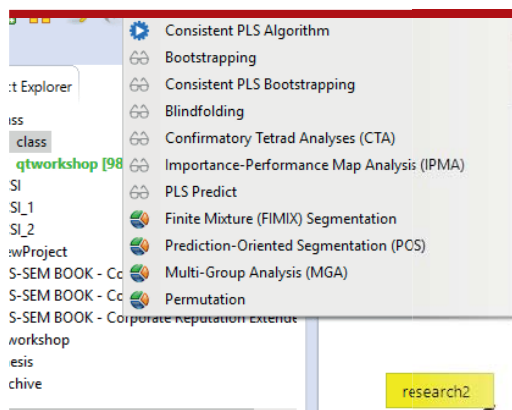 Consistent PLS Algorithm
Bootstrapping
Consistent PLS Bootstrapping
Blindfolding
Confirmatory Tetrad Analyses (CTA)
Importance-Performance Map Analysis (IPMA)
PLS Predict
Finite Mixture (FIMIX) Segmentation
Prediction-Oriented Segmentation (POS)
Multi-Group Analysis (MGA)
Permutation
:t Explorer
ass
class
qtworkshop [98
SI
SI_1
SI_2
ewProject
S-SEM BOOK - Co
S-SEM BOOK - Co
S-SEM BOOK - Corporate Reputation Extende
workshop
esis
chive
research2